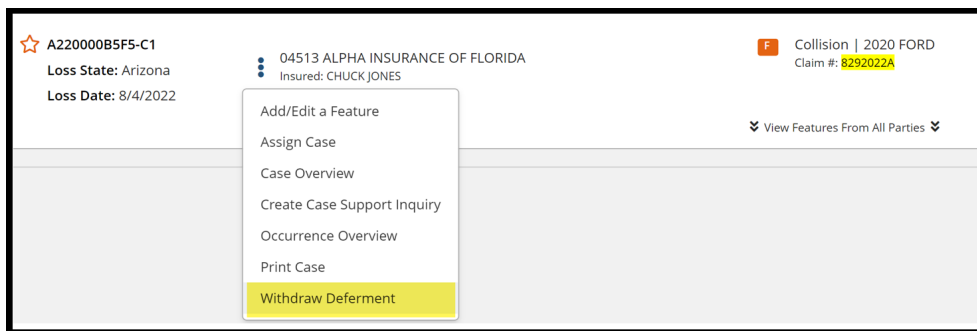 A220000B5F5-C1
Loss State: Arizona
Loss Date: 8/4/2022
04513 ALPHA INSURANCE OF FLORIDA
Insured: CHUCK JONES
F
Collision | 2020 FORD
Claim #: 8292022A
View Features From All Parties
Add/Edit a Feature
Assign Case
Case Overview
Create Case Support Inquiry
Occurrence Overview
Print Case
Withdraw Deferment